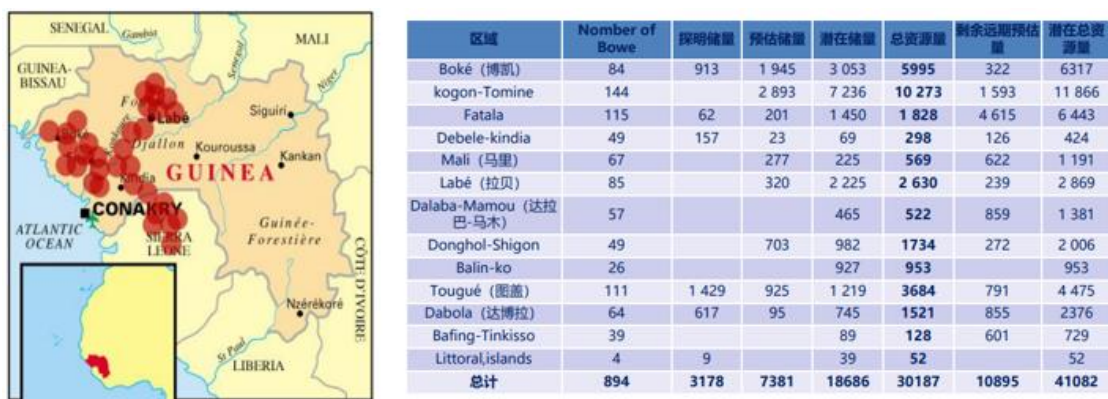 SENEGAL
Gambia
MALI
GUINEA-
BISSAU
Senegal
Niger
Fo
Labé
Siguiri
Djallon
Kouroussa
Kankan
GUINEA
Kindia
CONAKRY
ATLANTIC
OCEAN
SIERRA
LEONE
Guinée-
Forestière
Nzérékoré
CÔTE D'IVOIRE
St Paul
LIBERIA
区域 Nomber of Bowe 探明储量 预估储量 潜在储量 总资源量 剩余远期预估量 潜在总资源量
Boké (博凯) 84 913 1 945 3 053 5995 322 6317
kogon-Tomine 144 2 893 7 236 10 273 1 593 11 866
Fatala 115 62 201 1 450 1 828 4 615 6 443
Debele-kindia 49 157 23 69 298 126 424
Mali (马里) 67 277 225 569 622 1 191
Labé (拉贝) 85 320 2 225 2 630 239 2 869
Dalaba-Mamou (达拉巴-马木) 57 465 522 859 1 381
Donghol-Shigon 49 703 982 1734 272 2 006
Balin-ko 26 927 953 953
Tougué (图盖) 111 1 429 925 1 219 3684 791 4 475
Dabola (达博拉) 64 617 95 745 1521 855 2376
Bafing-Tinkisso 39 89 128 601 729
Littoral,islands 4 9 39 52 52
总计 894 3178 7381 18686 30187 10895 41082